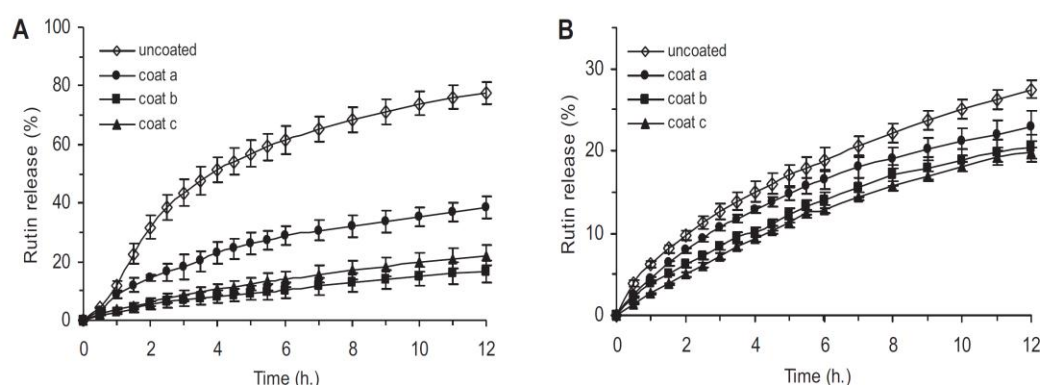 A
uncoated
coat a
coat b
coat c
Rutin release (%)
100
80
60
40
20
0
0 2 4 6 8 10 12
Time (h.)
B
uncoated
coat a
coat b
coat c
Rutin release (%)
30
20
10
0
0 2 4 6 8 10 12
Time (h.)